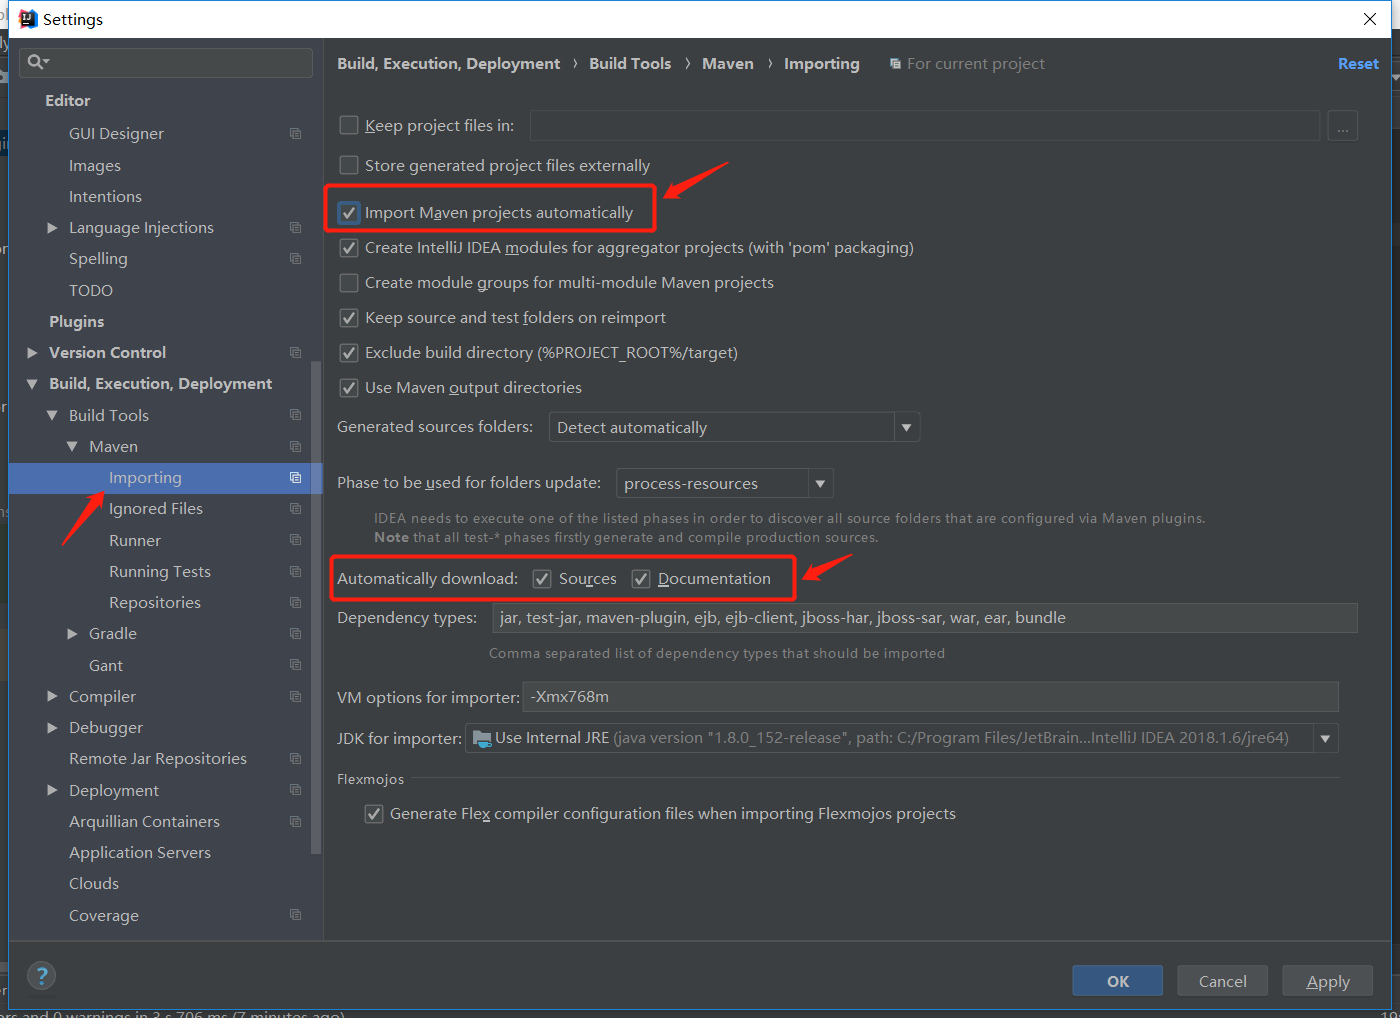 Settings
Editor
GUI Designer
Images
Intentions
Language Injections
Spelling
TODO
Plugins
Version Control
Build, Execution, Deployment
Build Tools
Maven
Importing
Ignored Files
Runner
Running Tests
Repositories
Gradle
Gant
Compiler
Debugger
Remote Jar Repositories
Deployment
Arquillian Containers
Application Servers
Clouds
Coverage
Build, Execution, Deployment › Build Tools › Maven › Importing For current project Reset
Keep project files in: ...
Store generated project files externally
Import Maven projects automatically
Create IntelliJ IDEA modules for aggregator projects (with 'pom' packaging)
Create module groups for multi-module Maven projects
Keep source and test folders on reimport
Exclude build directory (%PROJECT_ROOT%/target)
Use Maven output directories
Generated sources folders: Detect automatically
Phase to be used for folders update: process-resources
IDEA needs to execute one of the listed phases in order to discover all source folders that are configured via Maven plugins.
Note that all test-* phases firstly generate and compile production sources.
Automatically download: Sources Documentation
Dependency types: jar, test-jar, maven-plugin, ejb, ejb-client, jboss-har, jboss-sar, war, ear, bundle
Comma separated list of dependency types that should be imported
VM options for importer: -Xmx768m
JDK for importer: Use Internal JRE (java version "1.8.0_152-release", path: C:/Program Files/JetBrain...IntelliJ IDEA 2018.1.6/jre64)
Flexmojos
Generate Flex compiler configuration files when importing Flexmojos projects
? OK Cancel Apply
and 0 warnings in 3 s 706 ms (7 minutes ago)